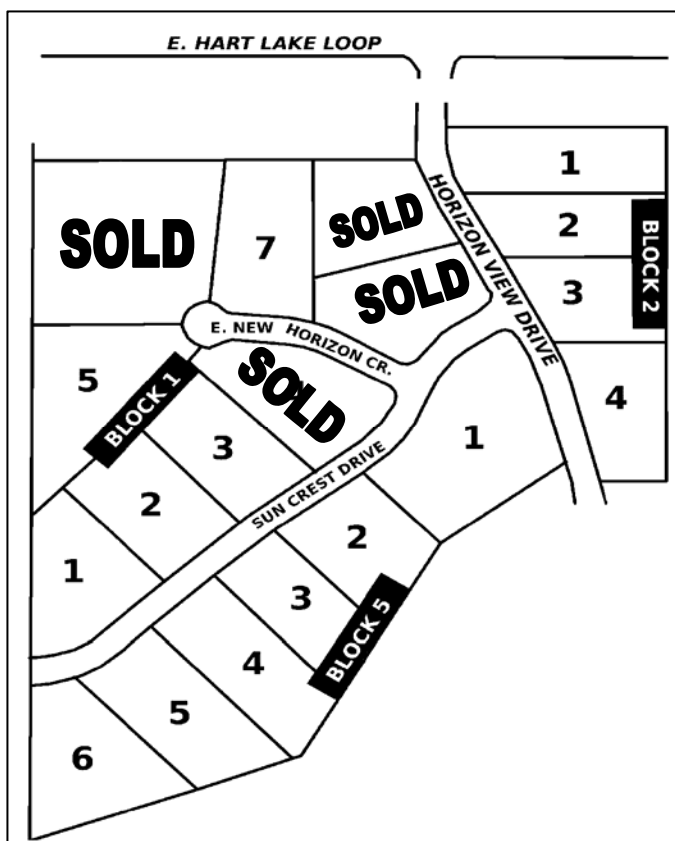 E. HART LAKE LOOP
HORIZON VIEW DRIVE
1
2
3
4
BLOCK 2
SOLD
7
SOLD
SOLD
E. NEW HORIZON CR.
5
BLOCK 1
SOLD
3
2
1
SUN CREST DRIVE
1
2
3
4
5
6
BLOCK 5